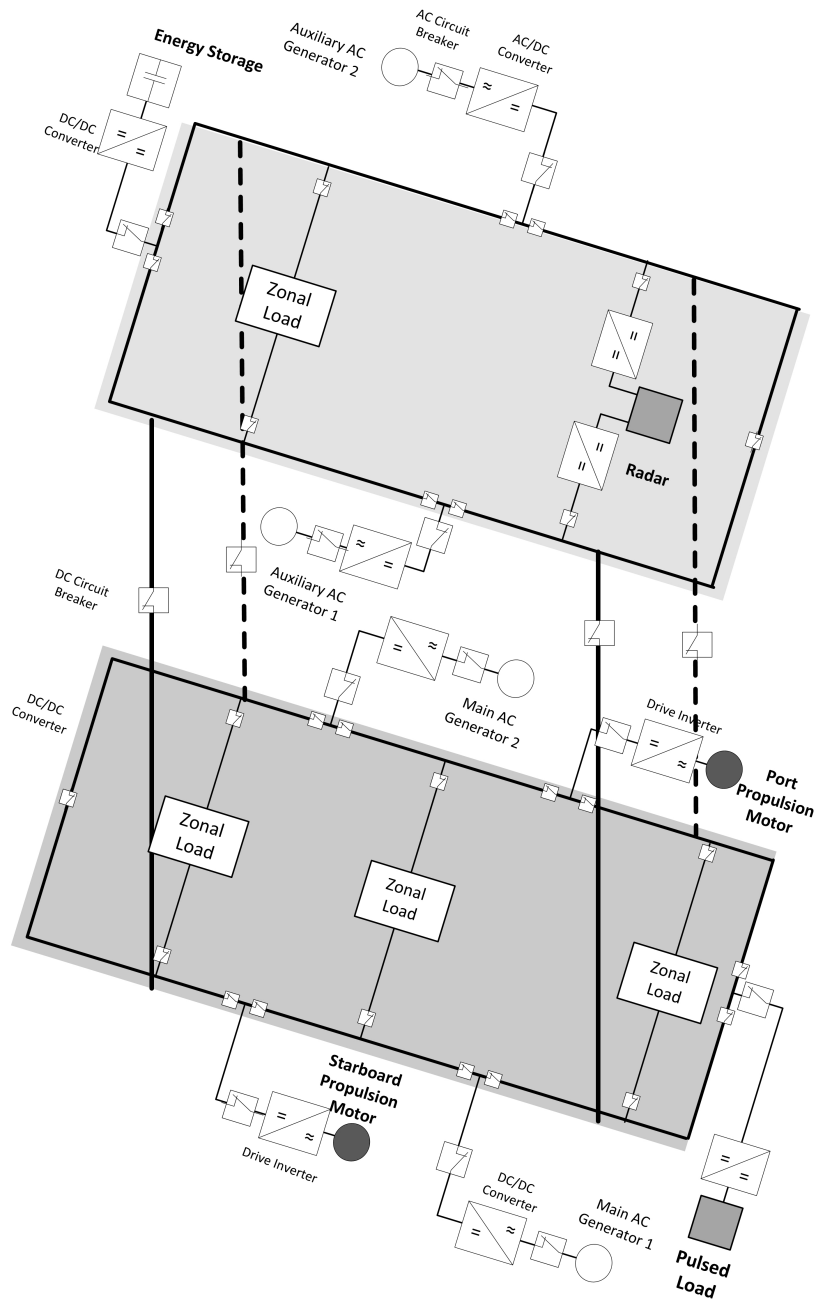 Energy Storage
DC/DC
Converter
Auxiliary AC
Generator 2
AC Circuit
Breaker
AC/DC
Converter
Zonal
Load
Radar
Auxiliary AC
Generator 1
DC Circuit
Breaker
Main AC
Generator 2
DC/DC
Converter
Drive Inverter
Port
Propulsion
Motor
Zonal
Load
Zonal
Load
Zonal
Load
Starboard
Propulsion
Motor
Drive Inverter
DC/DC
Converter
Main AC
Generator 1
Pulsed
Load